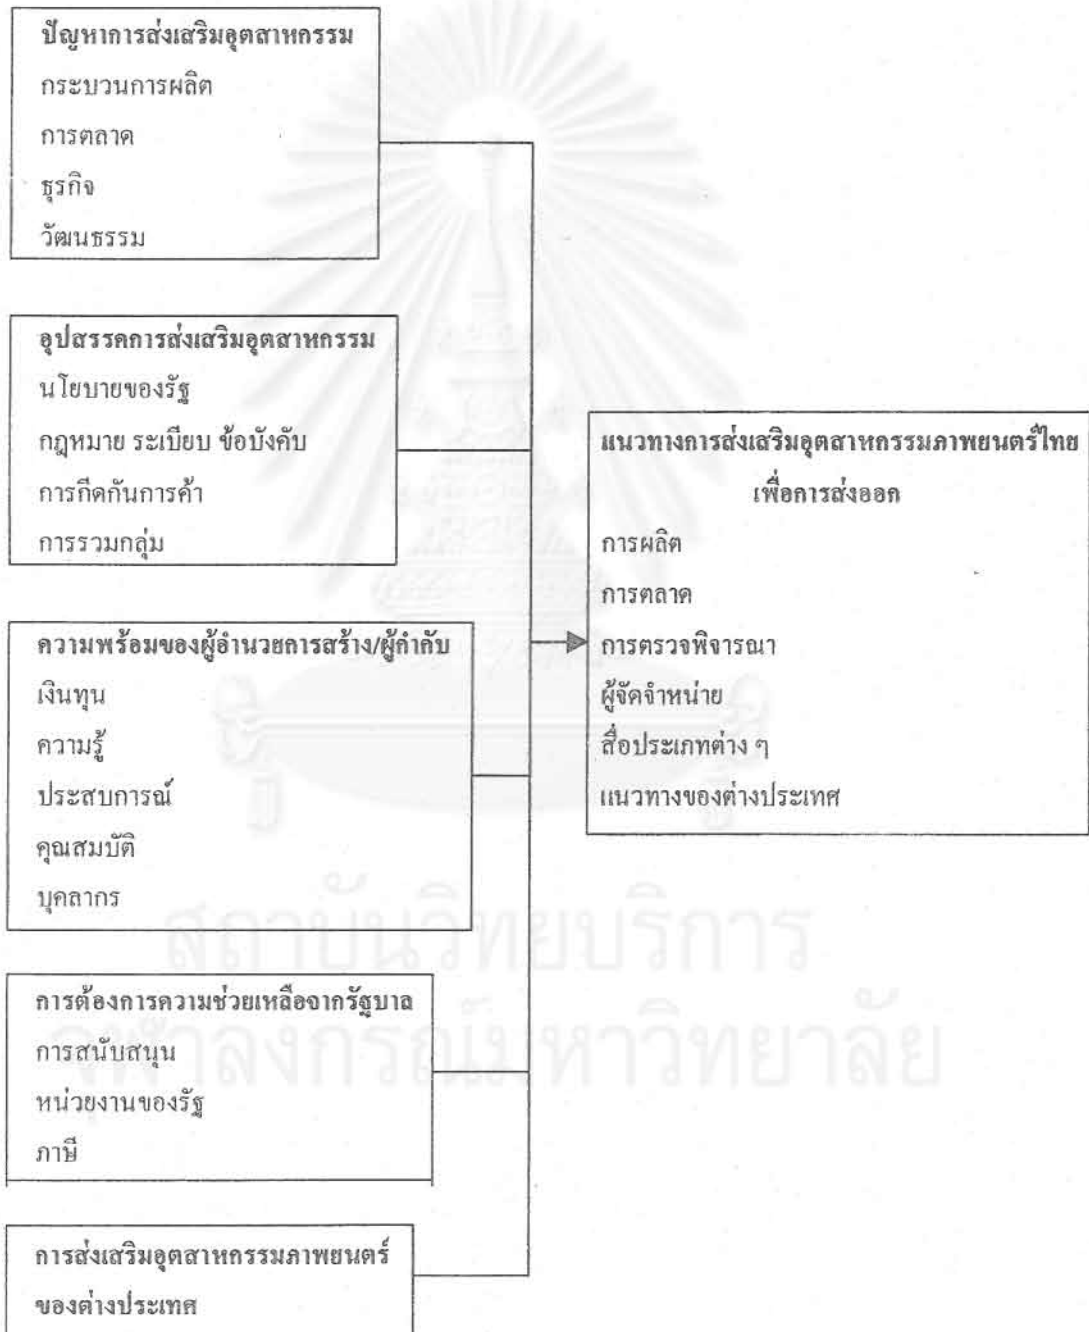 ปัญหาการส่งเสริมอุตสาหกรรม
กระบวนการผลิต
การตลาด
ธุรกิจ
วัฒนธรรม
อุปสรรคการส่งเสริมอุตสาหกรรม
นโยบายของรัฐ
กฎหมาย ระเบียบ ข้อบังคับ
การกีดกันการค้า
การรวมกลุ่ม
ความพร้อมของผู้อำนวยการสร้าง/ผู้กำกับ
เงินทุน
ความรู้
ประสบการณ์
คุณสมบัติ
บุคลากร
การต้องการความช่วยเหลือจากรัฐบาล
การสนับสนุน
หน่วยงานของรัฐ
ภาษี
การส่งเสริมอุตสาหกรรมภาพยนตร์
ของต่างประเทศ
แนวทางการส่งเสริมอุตสาหกรรมภาพยนตร์ไทย
เพื่อการส่งออก
การผลิต
การตลาด
การตรวจพิจารณา
ผู้จัดจำหน่าย
สื่อประเภทต่าง ๆ
แนวทางของต่างประเทศ
สถาบันวิทยบริการ
จุฬาลงกรณ์มหาวิทยาลัย